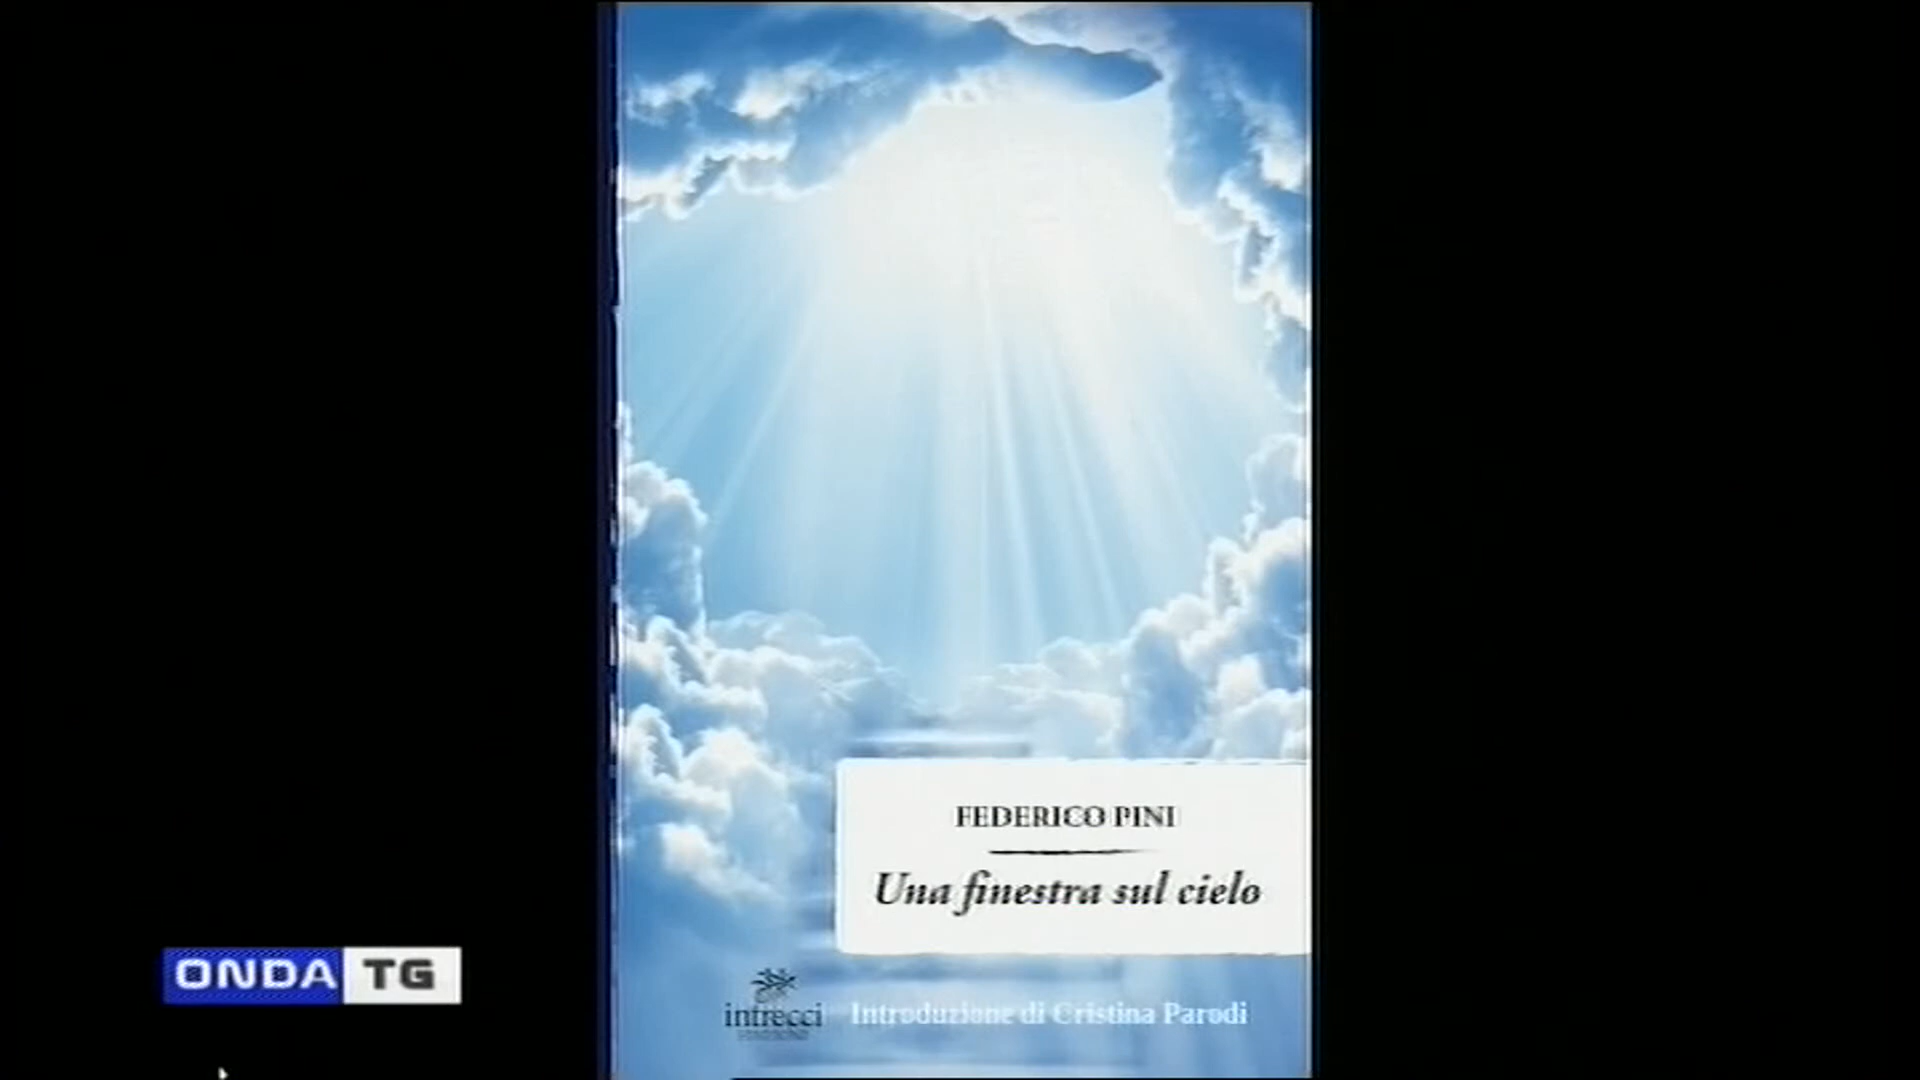 FEDERICO PINI
Una finestra sul cielo
intrecci
Introduzione di Cristina Parodi
ONDA TG